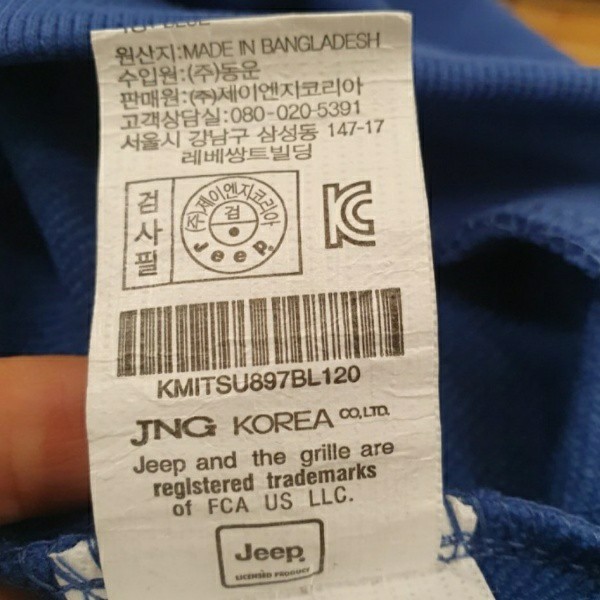 원산지:MADE IN BANGLADESH
수입원:(주)동운
판매원:(주)제이엔지코리아
고객상담실:080-020-5391
서울시 강남구 삼성동 147-17
레베쌍트빌딩
검사필
(주)제이엔지코리아
검
Jeep
KC
KMITSU897BL120
JNG KOREA CO,LTD.
Jeep and the grille are
registered trademarks
of FCA US LLC.
Jeep
LICENSED PRODUCT